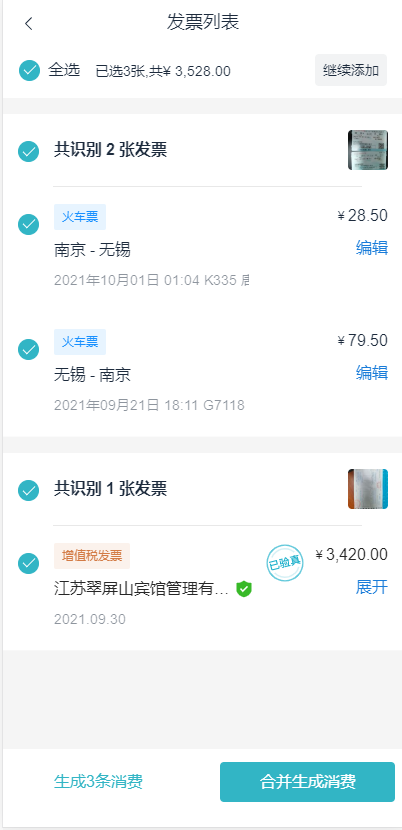 发票列表
全选 已选3张,共¥ 3,528.00 继续添加
共识别 2 张发票
火车票 ¥28.50
南京 - 无锡 编辑
2021年10月01日 01:04 K335
火车票 ¥79.50
无锡 - 南京 编辑
2021年09月21日 18:11 G7118
共识别 1 张发票
增值税发票 已验真 ¥3,420.00
江苏翠屏山宾馆管理有... 展开
2021.09.30
生成3条消费 合并生成消费